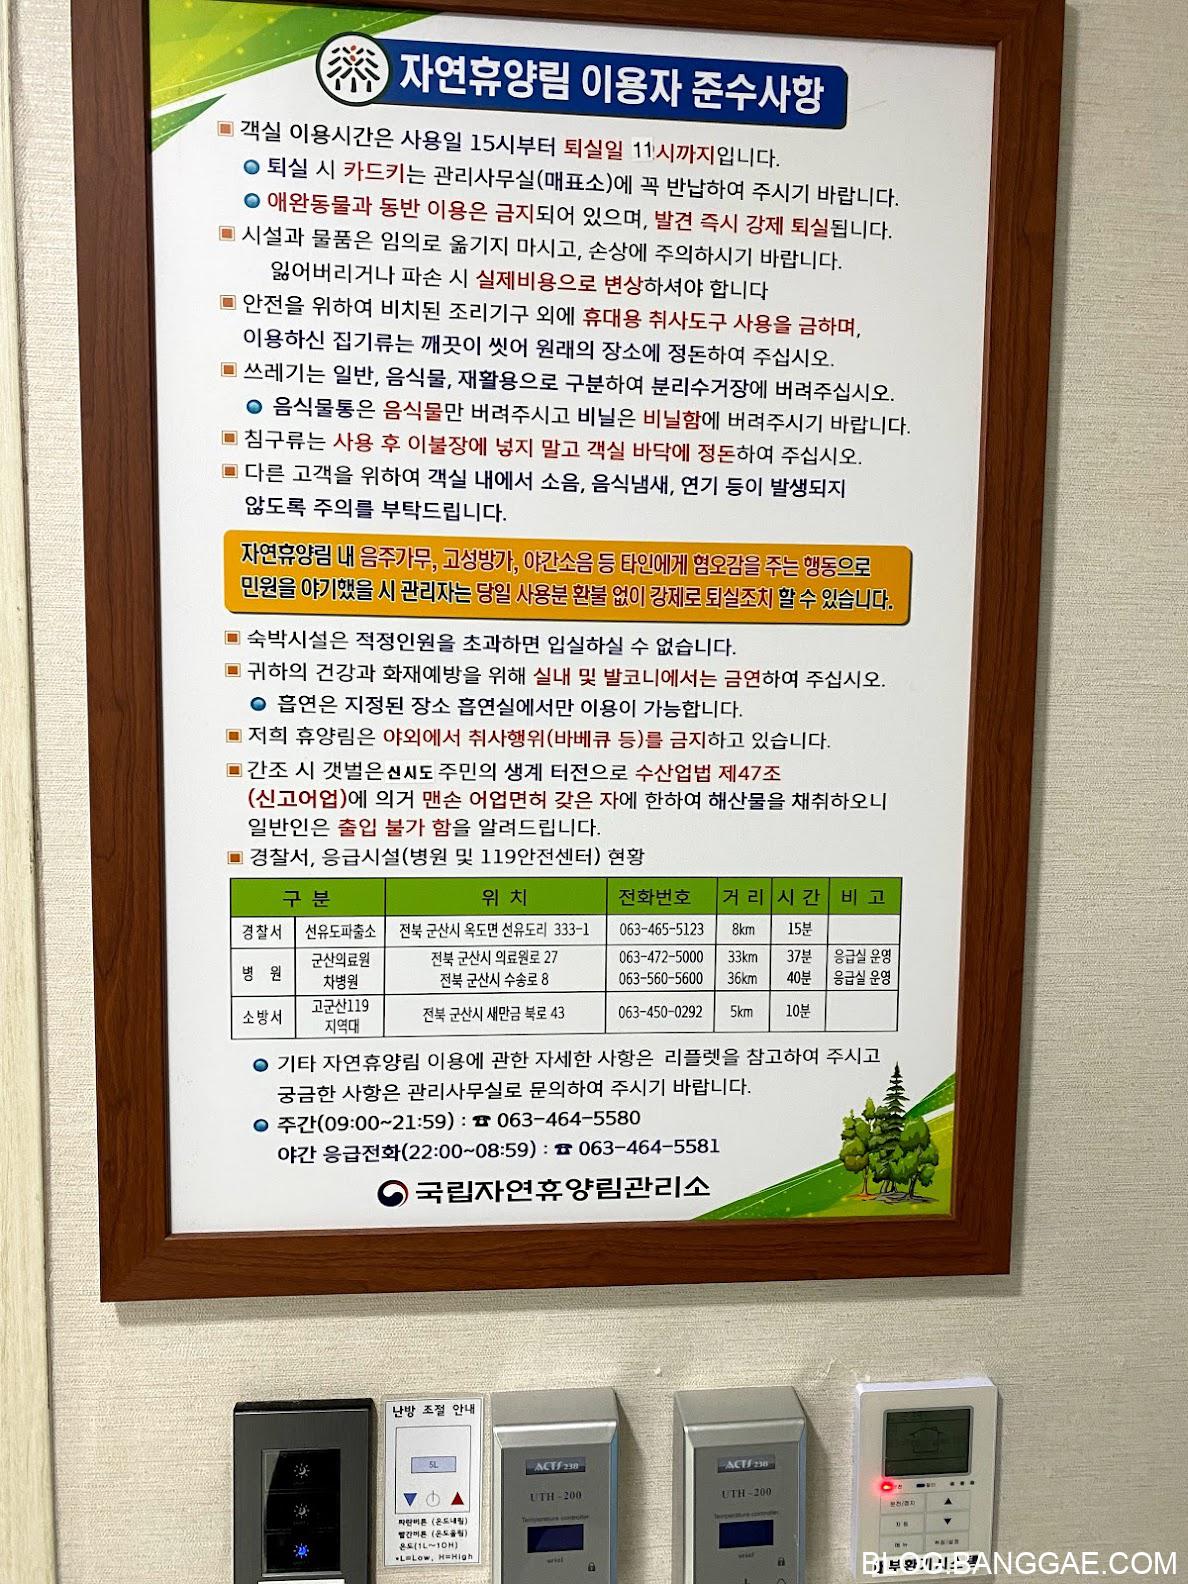 자연휴양림 이용자 준수사항
객실 이용시간은 사용일 15시부터 퇴실일 11시까지입니다.
퇴실 시 카드키는 관리사무실(매표소)에 꼭 반납하여 주시기 바랍니다.
애완동물과 동반 이용은 금지되어 있으며, 발견 즉시 강제 퇴실됩니다.
시설과 물품은 임의로 옮기지 마시고, 손상에 주의하시기 바랍니다.
잃어버리거나 파손 시 실제비용으로 변상하셔야 합니다
안전을 위하여 비치된 조리기구 외에 휴대용 취사도구 사용을 금하며,
이용하신 집기류는 깨끗이 씻어 원래의 장소에 정돈하여 주십시오.
쓰레기는 일반, 음식물, 재활용으로 구분하여 분리수거장에 버려주십시오.
음식물통은 음식물만 버려주시고 비닐은 비닐함에 버려주시기 바랍니다.
침구류는 사용 후 이불장에 넣지 말고 객실 바닥에 정돈하여 주십시오.
다른 고객을 위하여 객실 내에서 소음, 음식냄새, 연기 등이 발생되지
않도록 주의를 부탁드립니다.
자연휴양림 내 음주가무, 고성방가, 야간소음 등 타인에게 혐오감을 주는 행동으로
민원을 야기했을 시 관리자는 당일 사용분 환불 없이 강제로 퇴실조치 할 수 있습니다.
숙박시설은 적정인원을 초과하면 입실하실 수 없습니다.
귀하의 건강과 화재예방을 위해 실내 및 발코니에서는 금연하여 주십시오.
흡연은 지정된 장소 흡연실에서만 이용이 가능합니다.
저희 휴양림은 야외에서 취사행위(바베큐 등)를 금지하고 있습니다.
간조 시 갯벌은 신시도 주민의 생계 터전으로 수산업법 제47조
(신고어업)에 의거 맨손 어업면허 갖은 자에 한하여 해산물을 채취하오니
일반인은 출입 불가 함을 알려드립니다.
경찰서, 응급시설(병원 및 119안전센터) 현황
구 분 위 치 전화번호 거 리 시 간 비 고
경찰서 선유도파출소 전북 군산시 옥도면 선유도리 333-1 063-465-5123 8km 15분
병 원 군산의료원 전북 군산시 의료원로 27 063-472-5000 33km 37분 응급실 운영
차병원 전북 군산시 수송로 8 063-560-5600 36km 40분 응급실 운영
소방서 고군산119 지역대 전북 군산시 새만금 북로 43 063-450-0292 5km 10분
기타 자연휴양림 이용에 관한 자세한 사항은 리플렛을 참고하여 주시고
궁금한 사항은 관리사무실로 문의하여 주시기 바랍니다.
주간(09:00~21:59) : ☎ 063-464-5580
야간 응급전화(22:00~08:59) : ☎ 063-464-5581
국립자연휴양림관리소
난방 조절 안내
5L
파란버튼 (온도내림)
빨간버튼 (온도올림)
온도(1L~10H)
*L=Low, H=High
ACTS 230
UTH-200
Temperature controller
uriel
ACTS 230
UTH-200
Temperature controller
uriel
운전/정지
BLOG.BANGGAE.COM